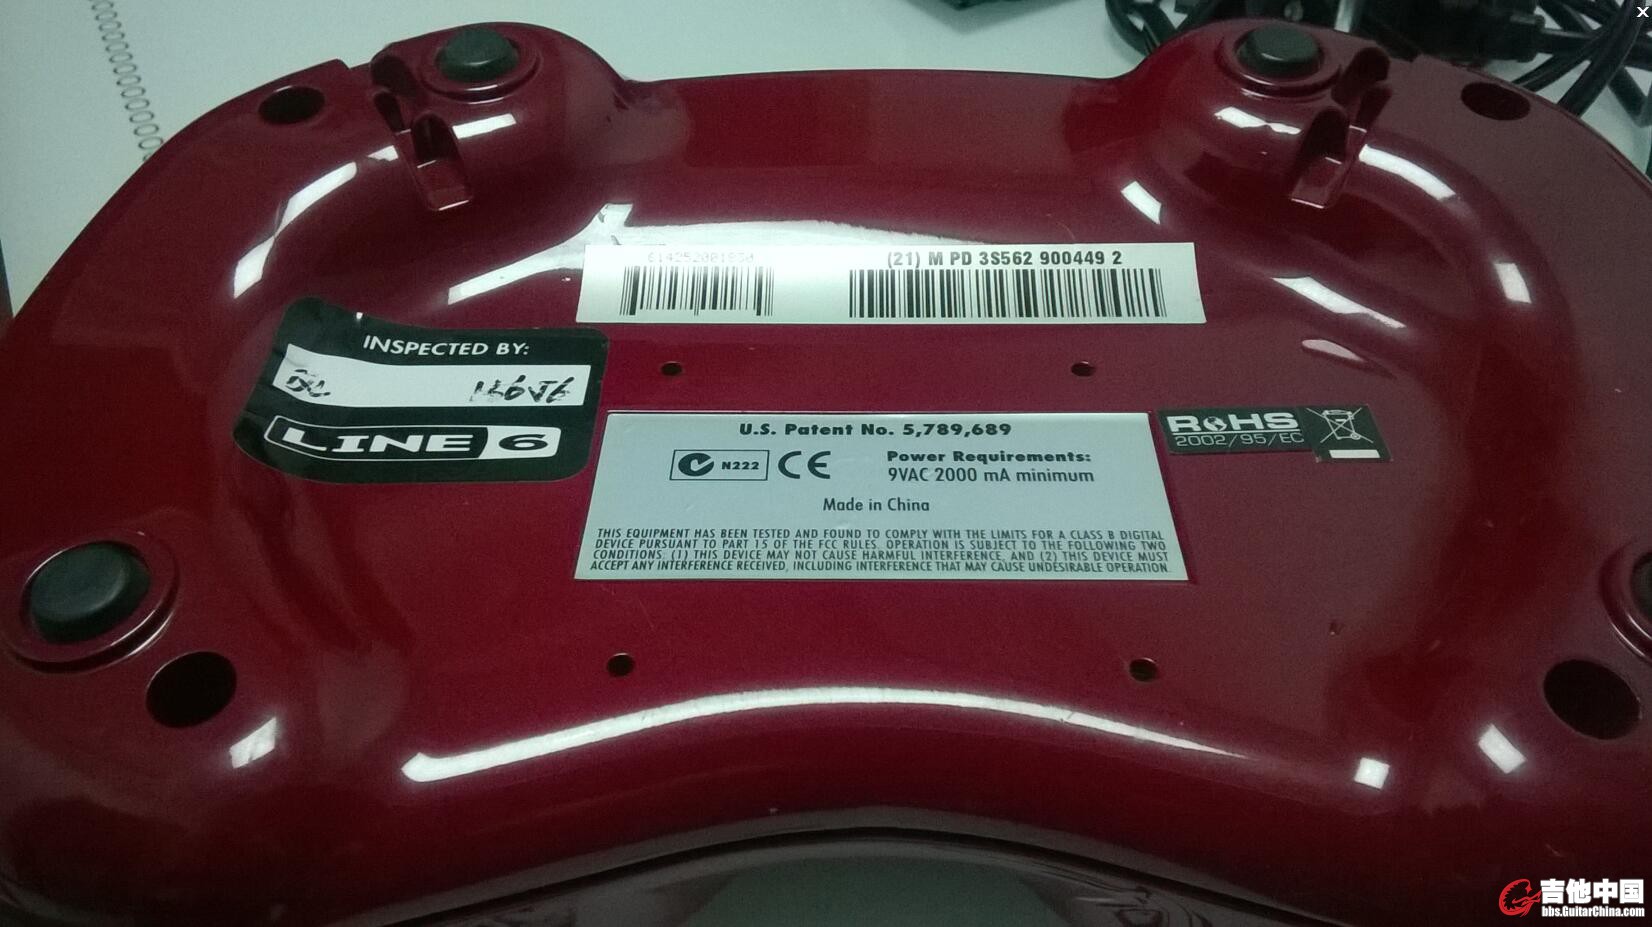 (21) M PD 3S562 900449 2
INSPECTED BY:
LINE 6
U.S. Patent No. 5,789,689
N222 CE
Power Requirements:
9VAC 2000 mA minimum
Made in China
THIS EQUIPMENT HAS BEEN TESTED AND FOUND TO COMPLY WITH THE LIMITS FOR A CLASS B DIGITAL
DEVICE PURSUANT TO PART 15 OF THE FCC RULES. OPERATION IS SUBJECT TO THE FOLLOWING TWO
CONDITIONS: (1) THIS DEVICE MAY NOT CAUSE HARMFUL INTERFERENCE, AND (2) THIS DEVICE MUST
ACCEPT ANY INTERFERENCE RECEIVED, INCLUDING INTERFERENCE THAT MAY CAUSE UNDESIRABLE OPERATION.
ROHS
2002/95/EC
吉他中国
bbs.GuitarChina.com